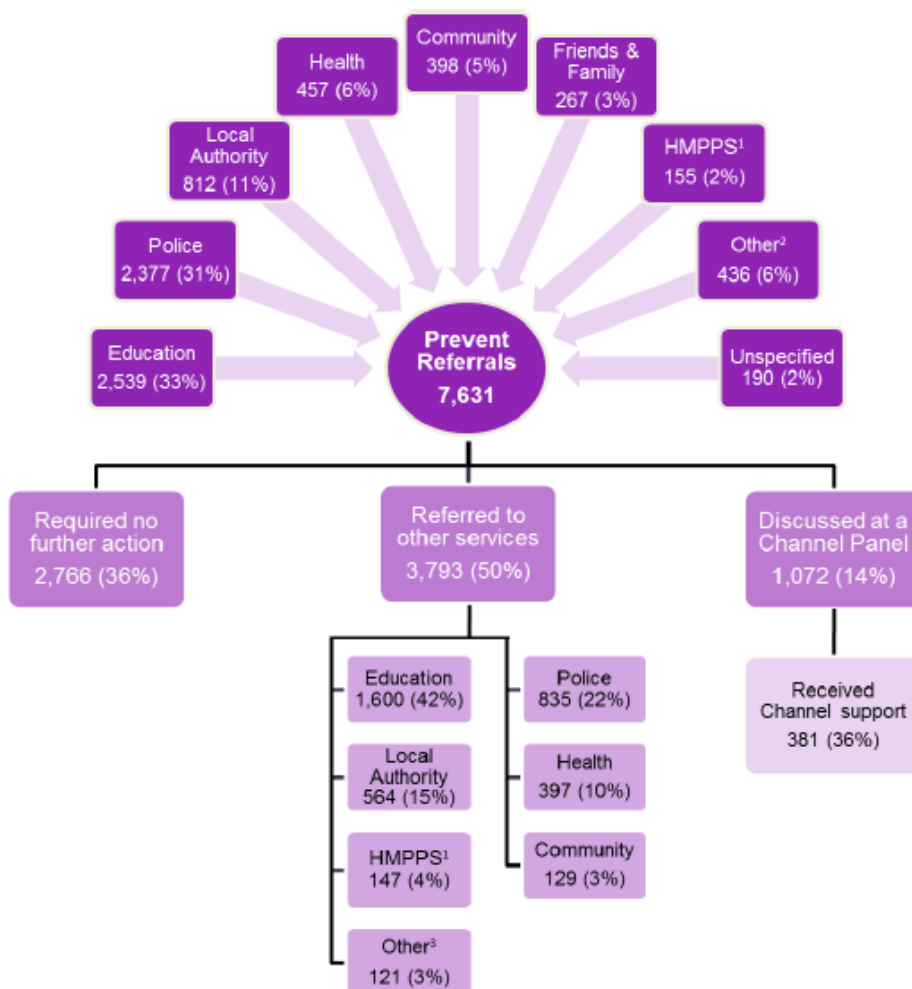 Community
398 (5%)
Health
457 (6%)
Friends &
Family
267 (3%)
Local
Authority
812 (11%)
HMPPS¹
155 (2%)
Police
2,377 (31%)
Other²
436 (6%)
Education
2,539 (33%)
Prevent
Referrals
7,631
Unspecified
190 (2%)
Required no
further action
2,766 (36%)
Referred to
other services
3,793 (50%)
Discussed at a
Channel Panel
1,072 (14%)
Education
1,600 (42%)
Police
835 (22%)
Received
Channel support
381 (36%)
Local
Authority
564 (15%)
Health
397 (10%)
HMPPS¹
147 (4%)
Community
129 (3%)
Other³
121 (3%)